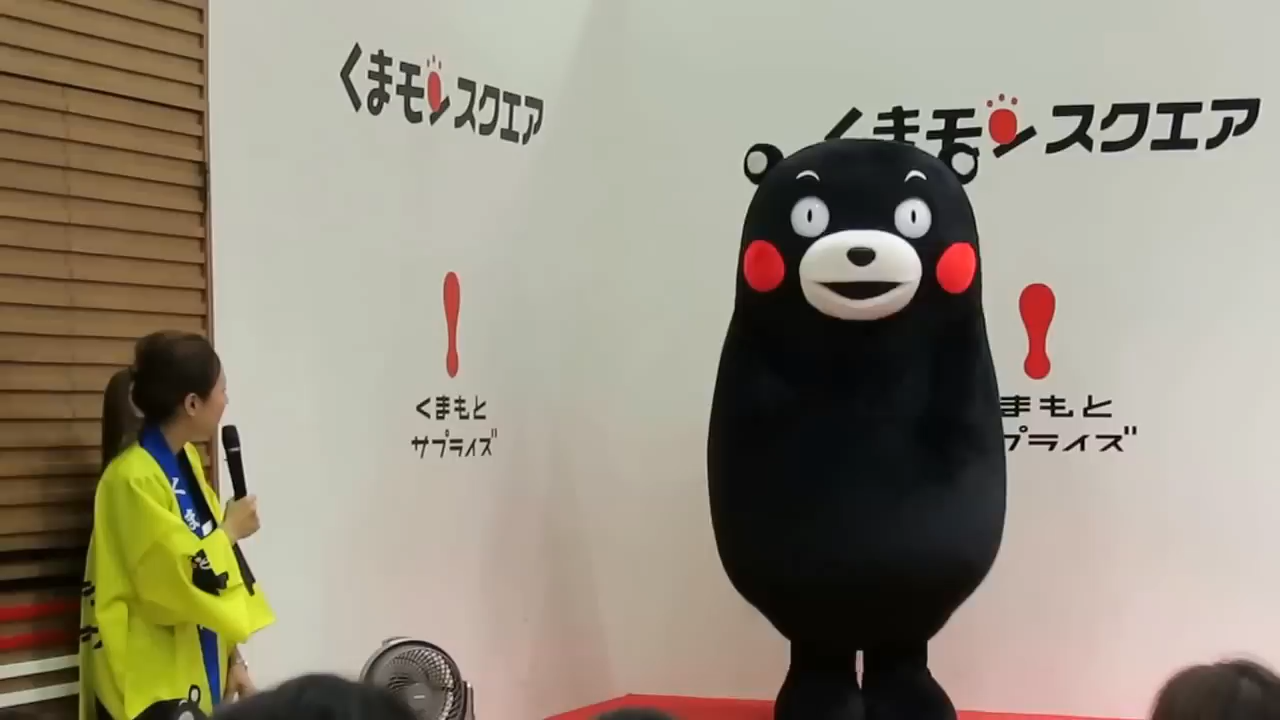 くまモンスクエア
くまモンスクエア
くまもと
サプライズ
まもと
プライズ